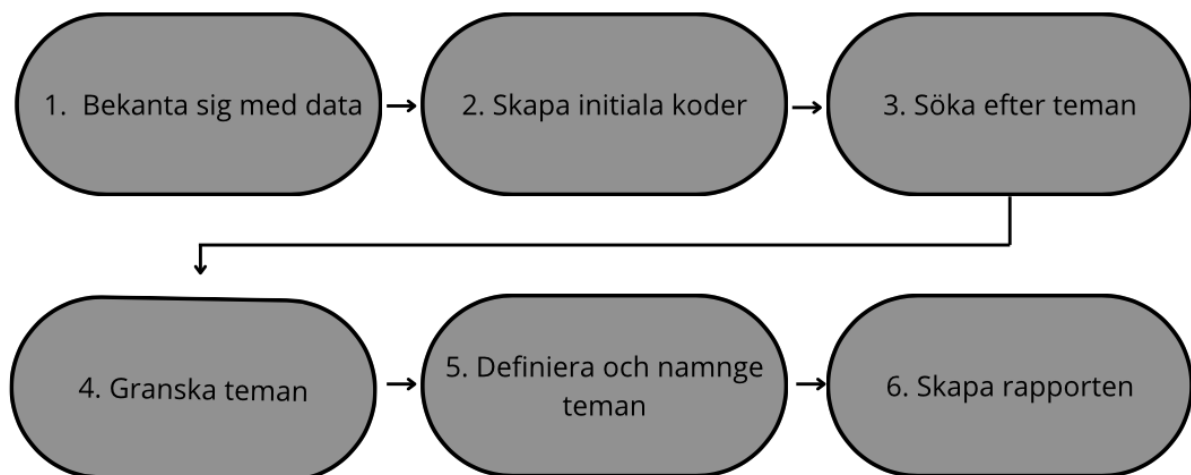 1. Bekanta sig med data
2. Skapa initiala koder
3. Söka efter teman
4. Granska teman
5. Definiera och namnge
teman
6. Skapa rapporten